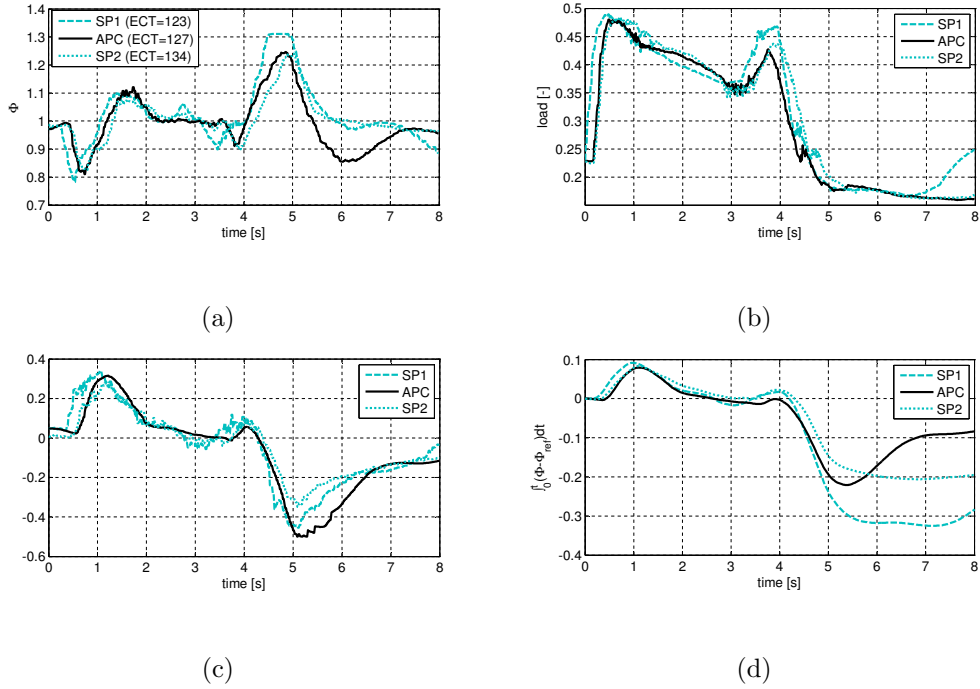 1.4
1.3
1.2
1.1
1
0.9
0.8
0.7
Φ
SP1 (ECT=123)
APC (ECT=127)
SP2 (ECT=134)
0 1 2 3 4 5 6 7 8
time [s]
(a)
0.5
0.45
0.4
0.35
0.3
0.25
0.2
load [-]
SP1
APC
SP2
0 1 2 3 4 5 6 7 8
time [s]
(b)
0.4
0.2
0
-0.2
-0.4
-0.6
SP1
APC
SP2
0 1 2 3 4 5 6 7 8
time [s]
(c)
0.1
0
-0.1
-0.2
-0.3
-0.4
∫₀ᵗ(Φ-Φref)dt
SP1
APC
SP2
0 1 2 3 4 5 6 7 8
time [s]
(d)